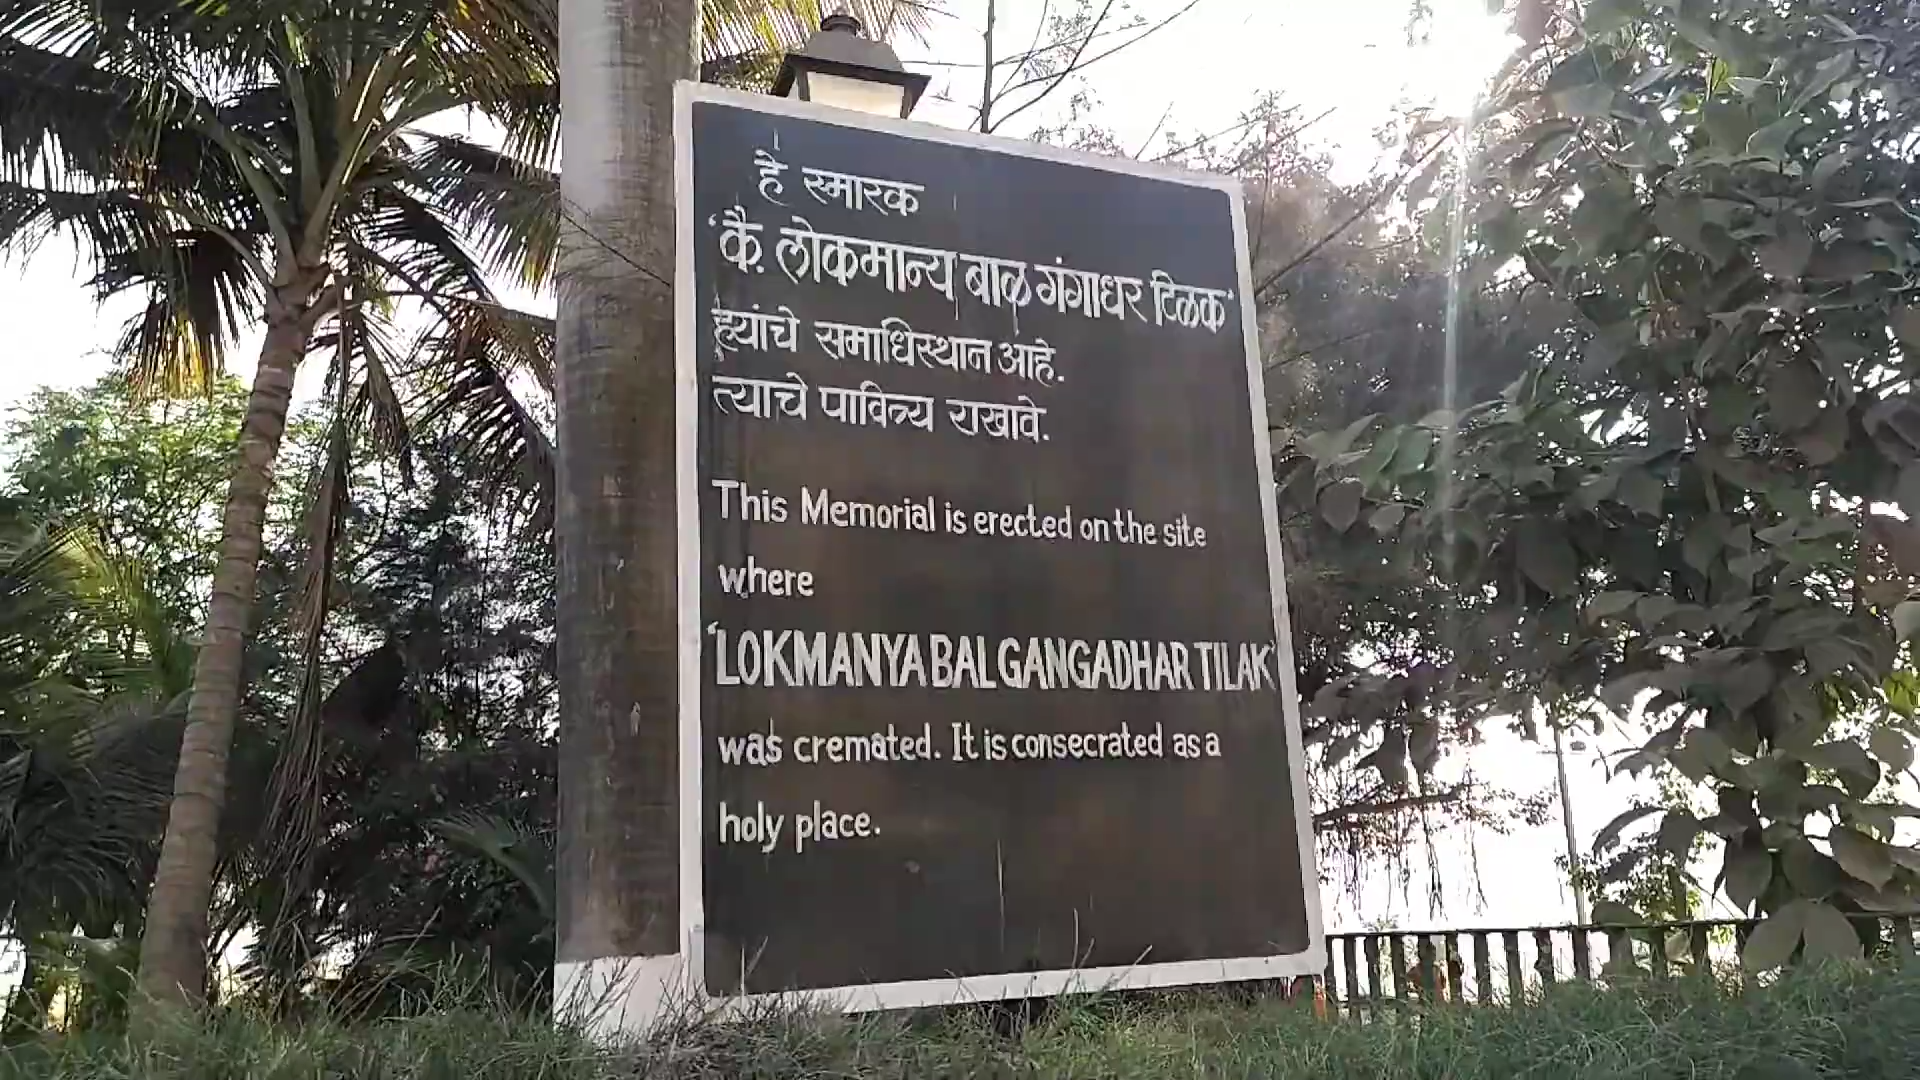 हे स्मारक
‘कै. लोकमान्य बाळ गंगाधर टिळक’
ह्यांचे समाधिस्थान आहे.
त्याचे पावित्र्य राखावे.
This Memorial is erected on the site
where
‘LOKMANYA BAL GANGADHAR TILAK’
was cremated. It is consecrated as a
holy place.